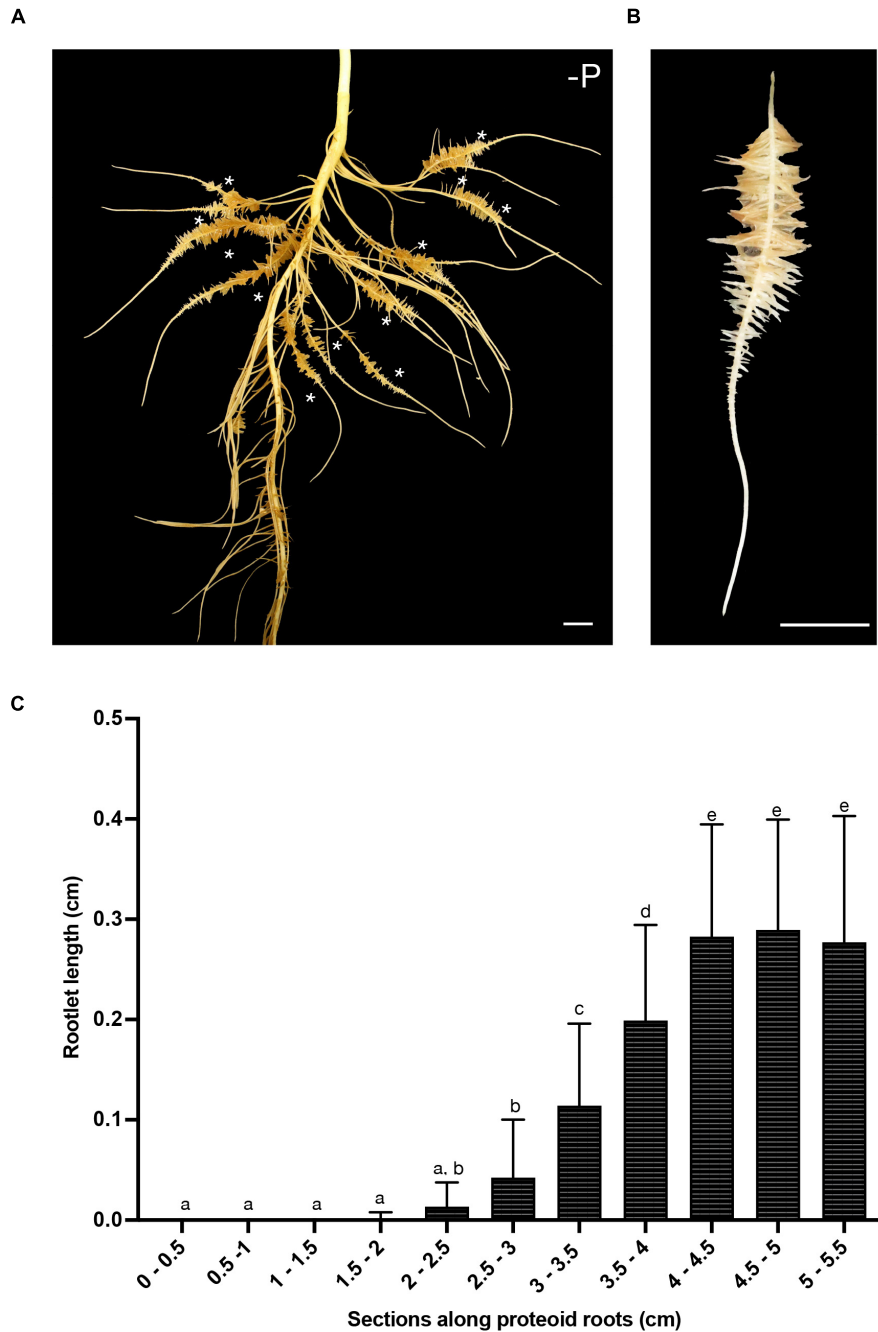 A
B
-P
* * * * * * * * * * * * *
C
0.5
0.4
0.3
0.2
0.1
0.0
Rootlet length (cm)
a
a
a
a
a, b
b
c
d
e
e
e
0 - 0.5
0.5 -1
1 - 1.5
1.5 - 2
2 - 2.5
2.5 - 3
3 - 3.5
3.5 - 4
4 - 4.5
4.5 - 5
5 - 5.5
Sections along proteoid roots (cm)